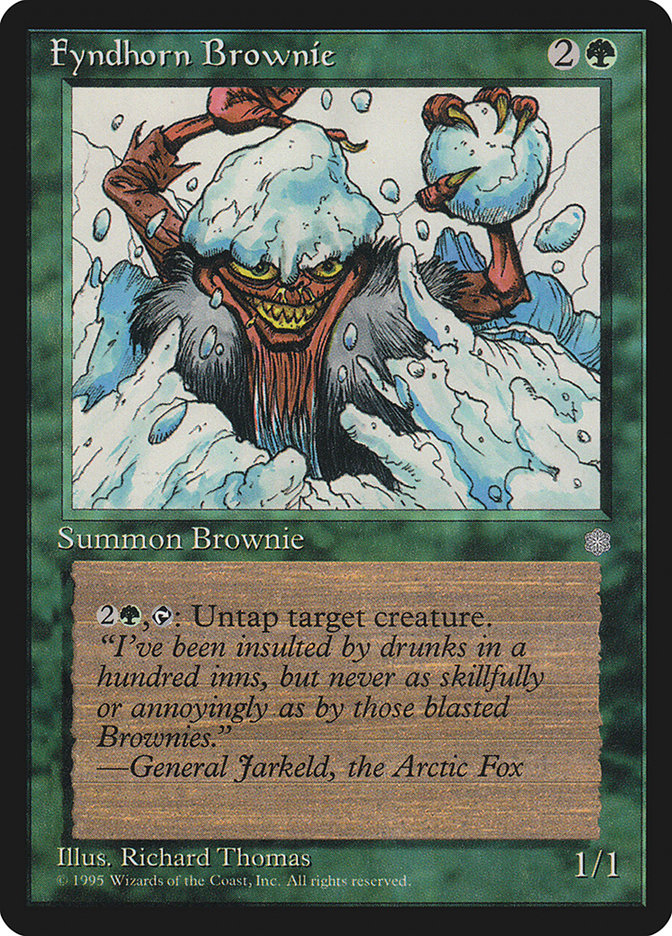 Fyndhorn Brownie 2
Summon Brownie
2, : Untap target creature.
“I've been insulted by drunks in a
hundred inns, but never as skillfully
or annoyingly as by those blasted
Brownies.”
—General Jarkeld, the Arctic Fox
Illus. Richard Thomas
1/1
© 1995 Wizards of the Coast, Inc. All rights reserved.